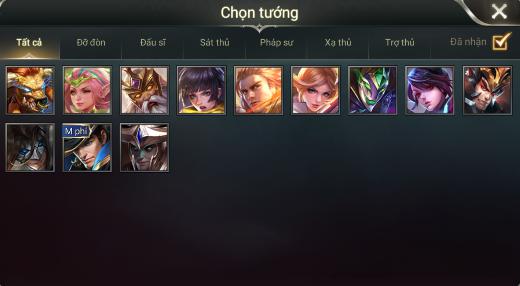 Chọn tướng
Tất cả Đỡ đòn Đấu sĩ Sát thủ Pháp sư Xạ thủ Trợ thủ Đã nhận
M phí